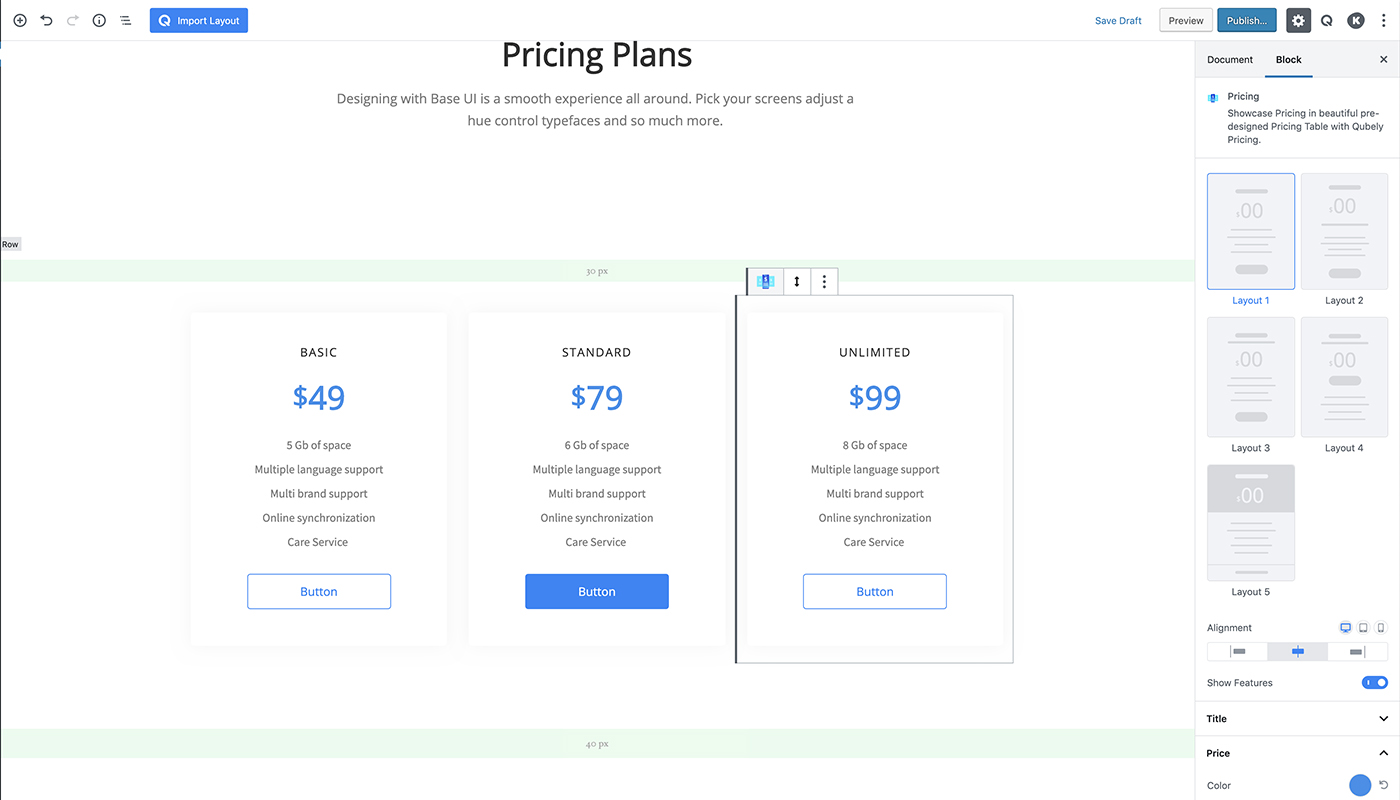 Import Layout
Save Draft
Preview
Publish...
K
Pricing Plans
Designing with Base UI is a smooth experience all around. Pick your screens adjust a
hue control typefaces and so much more.
Row
30 px
BASIC
$49
5 Gb of space
Multiple language support
Multi brand support
Online synchronization
Care Service
Button
STANDARD
$79
6 Gb of space
Multiple language support
Multi brand support
Online synchronization
Care Service
Button
UNLIMITED
$99
8 Gb of space
Multiple language support
Multi brand support
Online synchronization
Care Service
Button
40 px
Document
Block
Pricing
Showcase Pricing in beautiful pre-
designed Pricing Table with Qubely
Pricing.
$00
$00
Layout 1
Layout 2
$00
$00
Layout 3
Layout 4
$00
Layout 5
Alignment
Show Features
Title
Price
Color